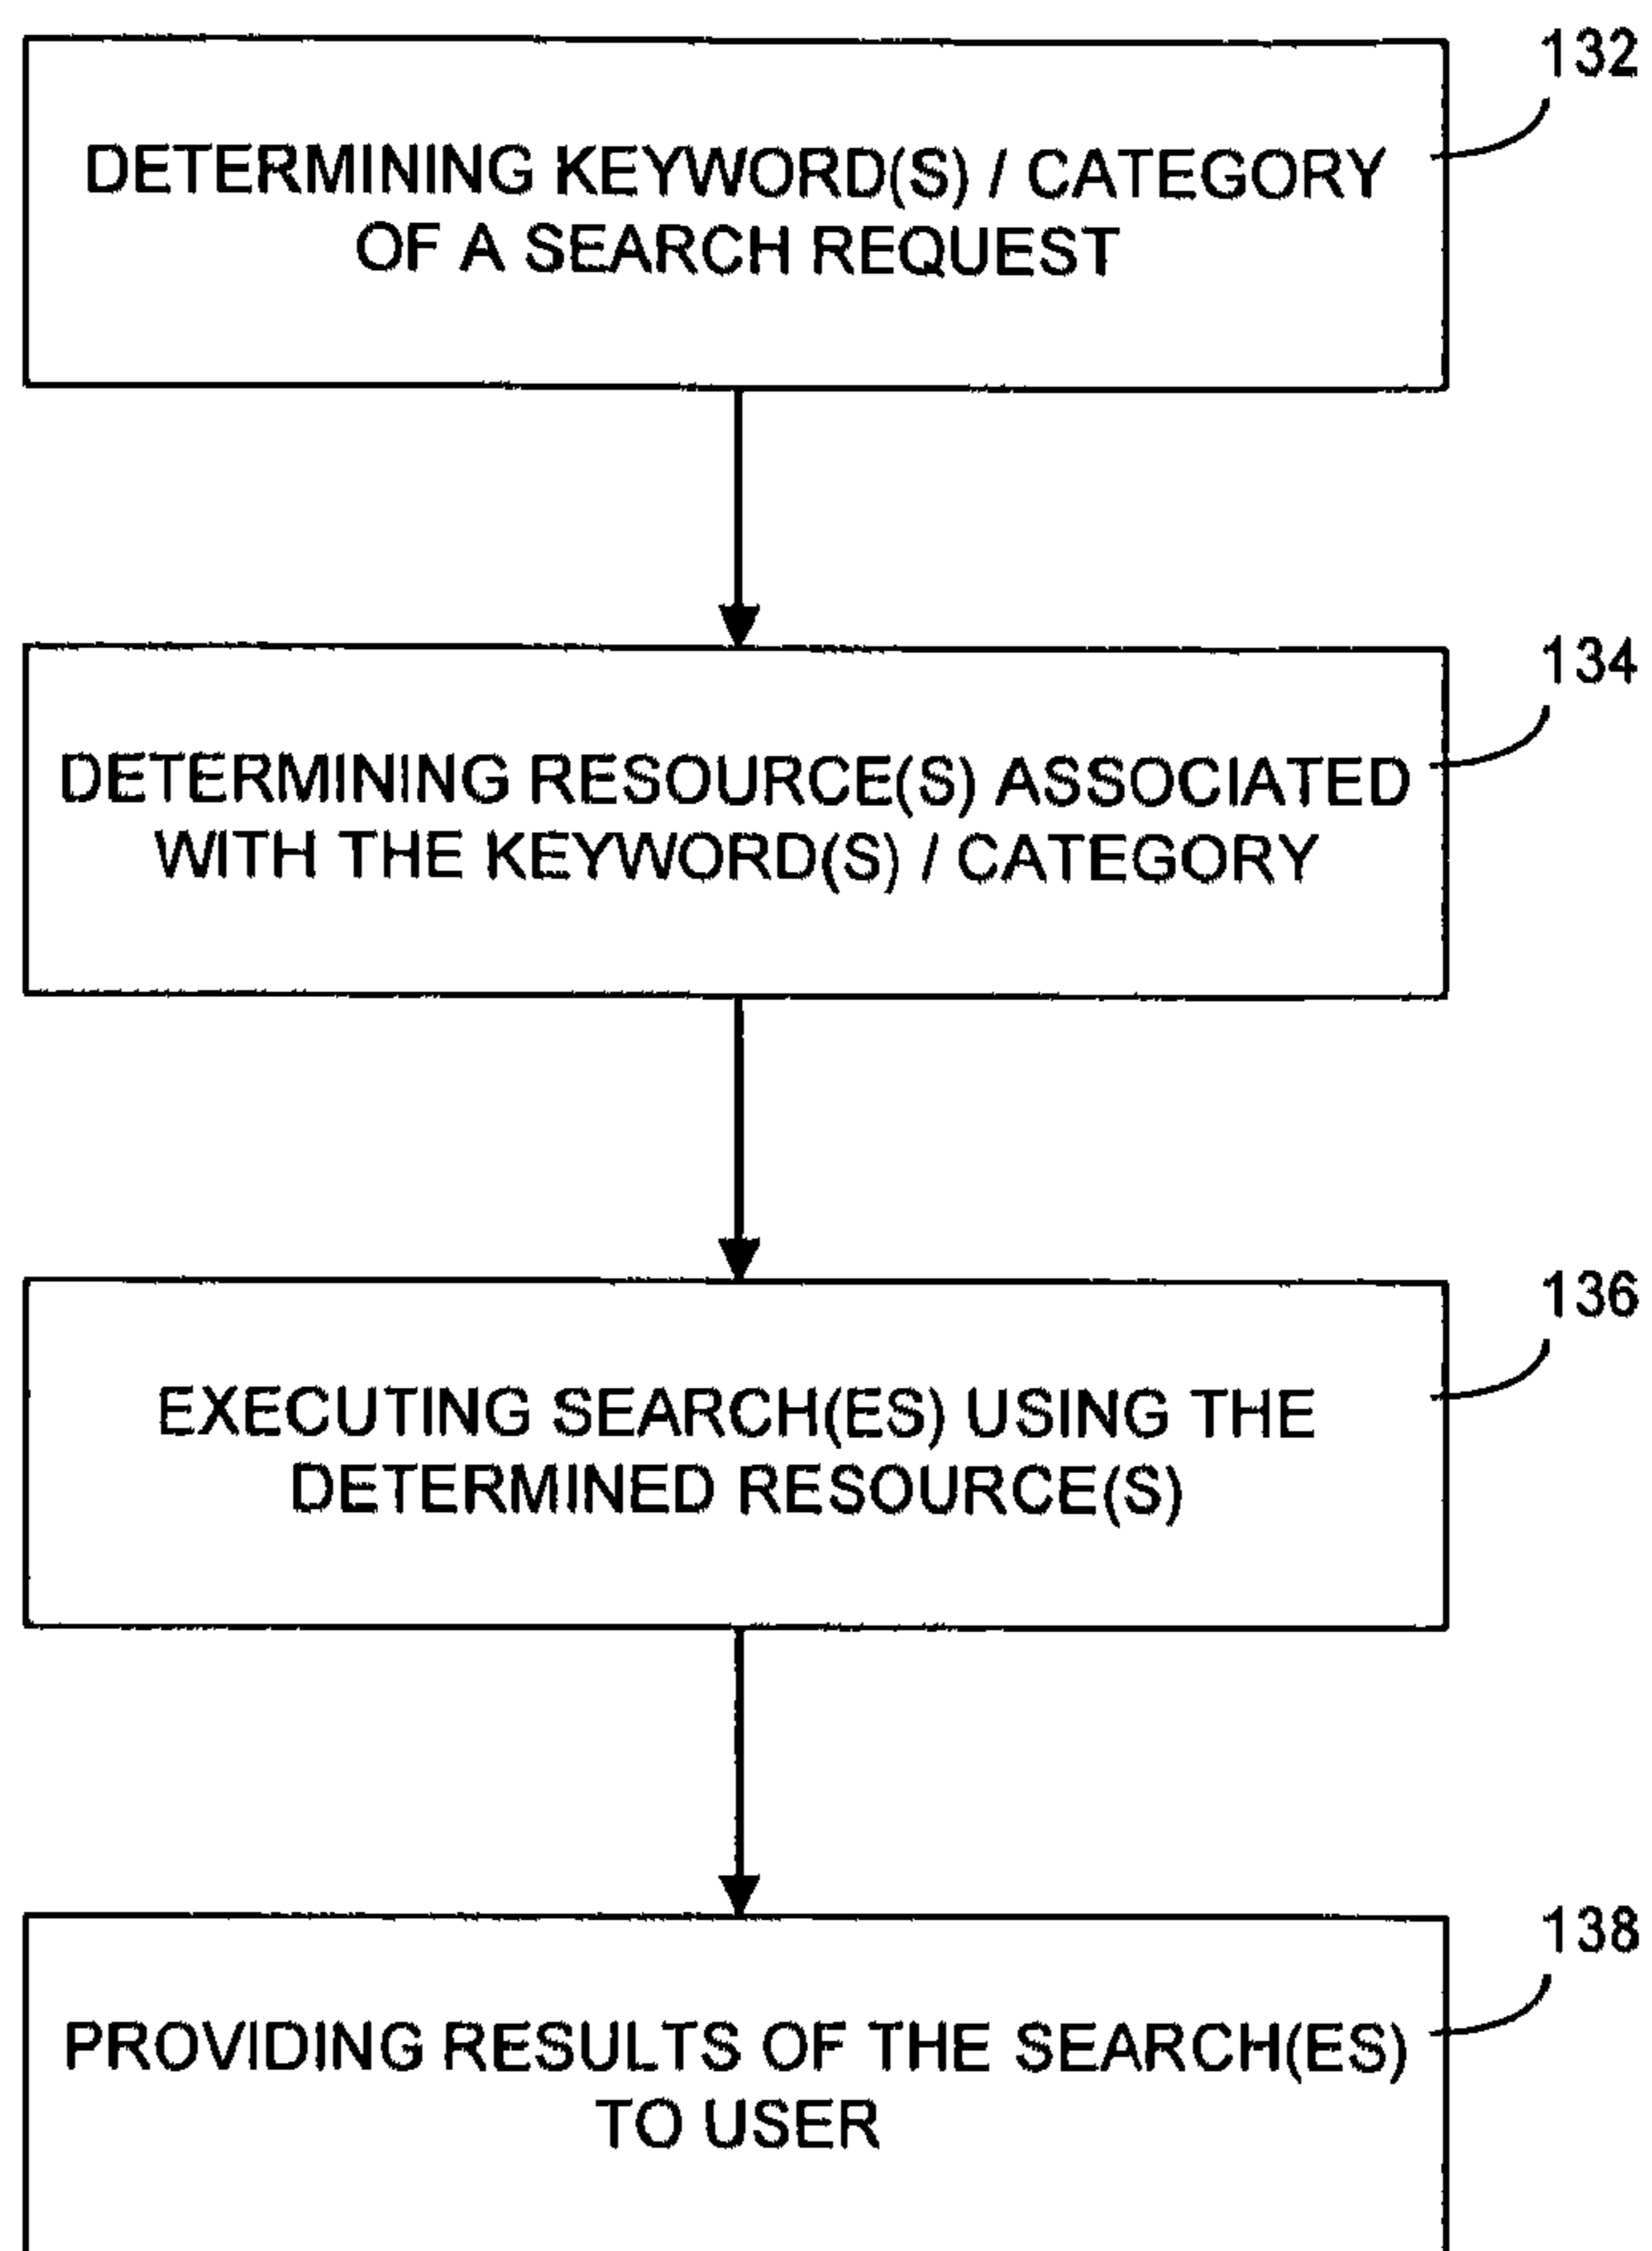 132
DETERMINING KEYWORD(S) / CATEGORY
OF A SEARCH REQUEST
134
DETERMINING RESOURCE(S) ASSOCIATED
WITH THE KEYWORD(S) / CATEGORY
136
EXECUTING SEARCH(ES) USING THE
DETERMINED RESOURCE(S)
138
PROVIDING RESULTS OF THE SEARCH(ES)
TO USER